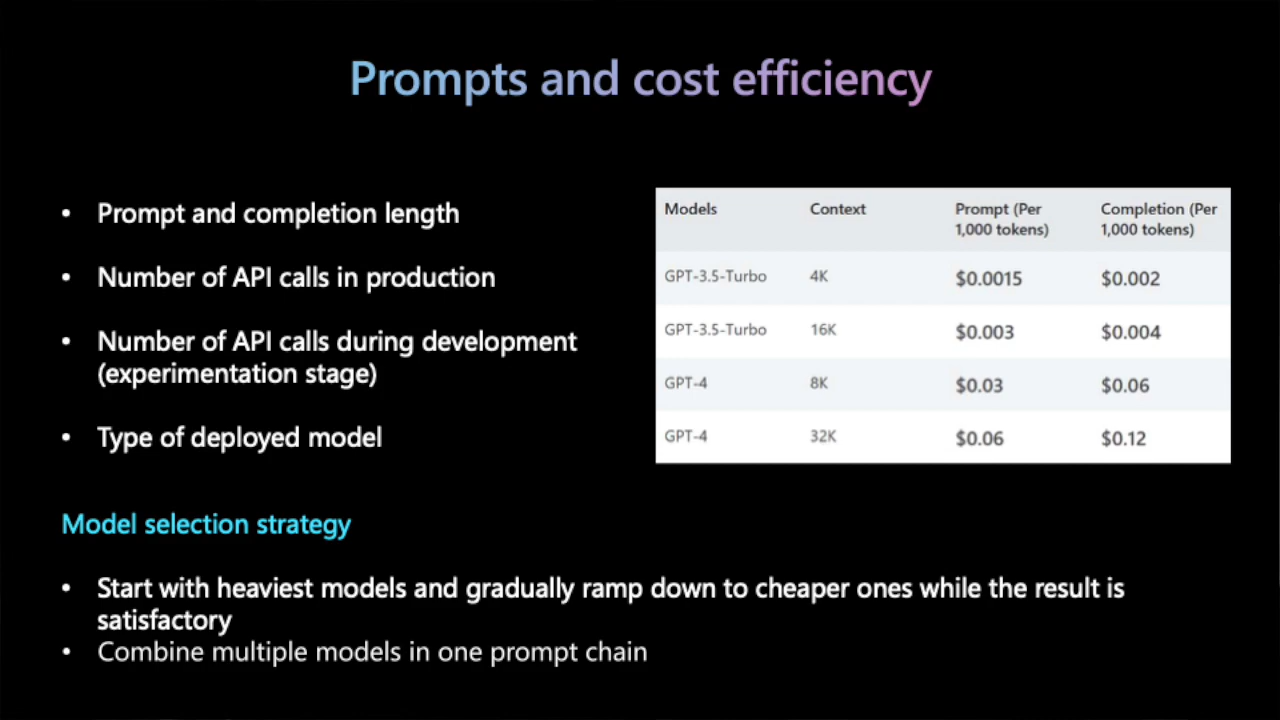 Prompts and cost efficiency
• Prompt and completion length
• Number of API calls in production
• Number of API calls during development
(experimentation stage)
• Type of deployed model
Models Context Prompt (Per 1,000 tokens) Completion (Per 1,000 tokens)
GPT-3.5-Turbo 4K $0.0015 $0.002
GPT-3.5-Turbo 16K $0.003 $0.004
GPT-4 8K $0.03 $0.06
GPT-4 32K $0.06 $0.12
Model selection strategy
• Start with heaviest models and gradually ramp down to cheaper ones while the result is
satisfactory
• Combine multiple models in one prompt chain